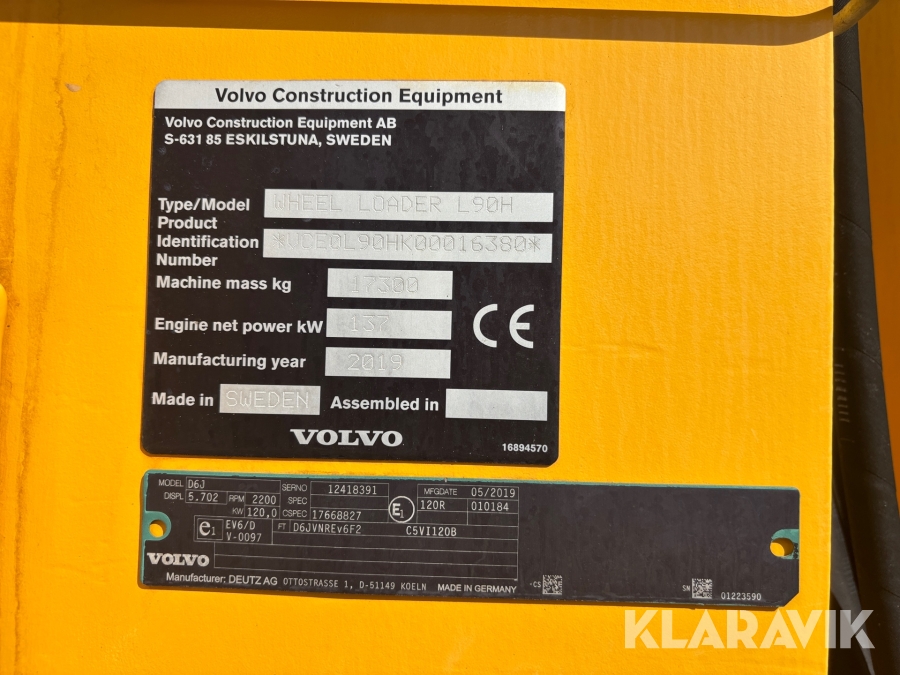 Volvo Construction Equipment
Volvo Construction Equipment AB
S-631 85 ESKILSTUNA, SWEDEN
Type/Model WHEEL LOADER L90H
Product Identification Number *VCE0L90HK00016380*
Machine mass kg 17300
Engine net power kW 137
Manufacturing year 2019
Made in SWEDEN Assembled in
VOLVO
16894570
MODEL D6J SERNO 12418391 MFGDATE 05/2019
DISPL 5.702 RPM 2200 SPEC E1 120R 010184
KW 120,0 CSPEC 17668827
e1 EV6/D FT D6JVNREv6F2 C5VI120B
V-0097
VOLVO
Manufacturer: DEUTZ AG OTTOSTRASSE 1, D-51149 KOELN MADE IN GERMANY -CS SN 01223590
KLARAVIK